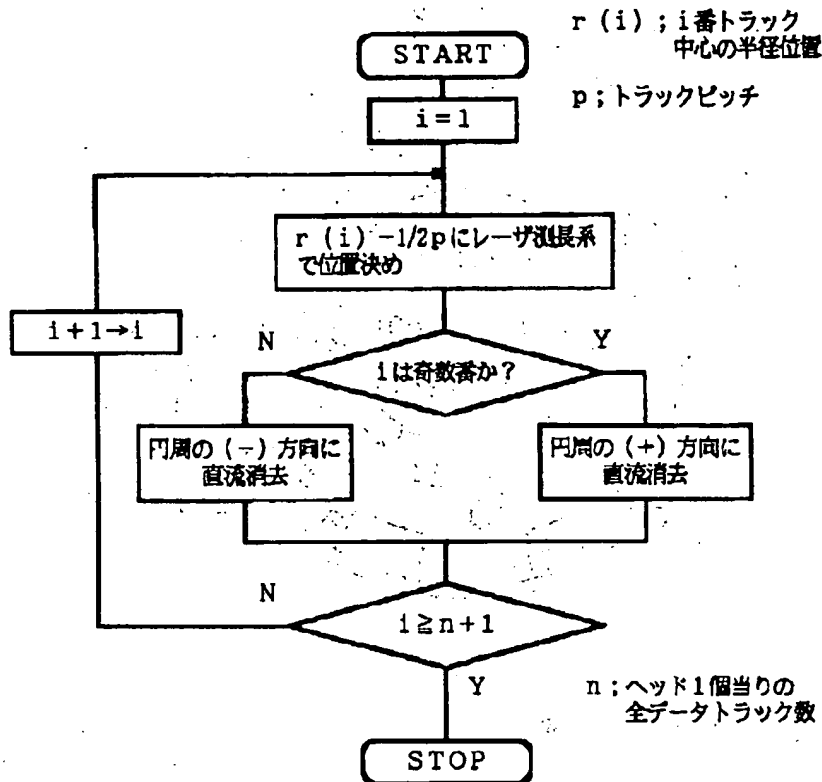 r (i) ; i番トラック
中心の半径位置
START
p ; トラックピッチ
i=1
r (i) -1/2pにレーザ測長系
で位置決め
i+1→i
N
Y
iは奇数番か?
円周の (-) 方向に
直流消去
円周の (+) 方向に
直流消去
N
i≧n+1
Y
n ; ヘッド1個当りの
全データトラック数
STOP